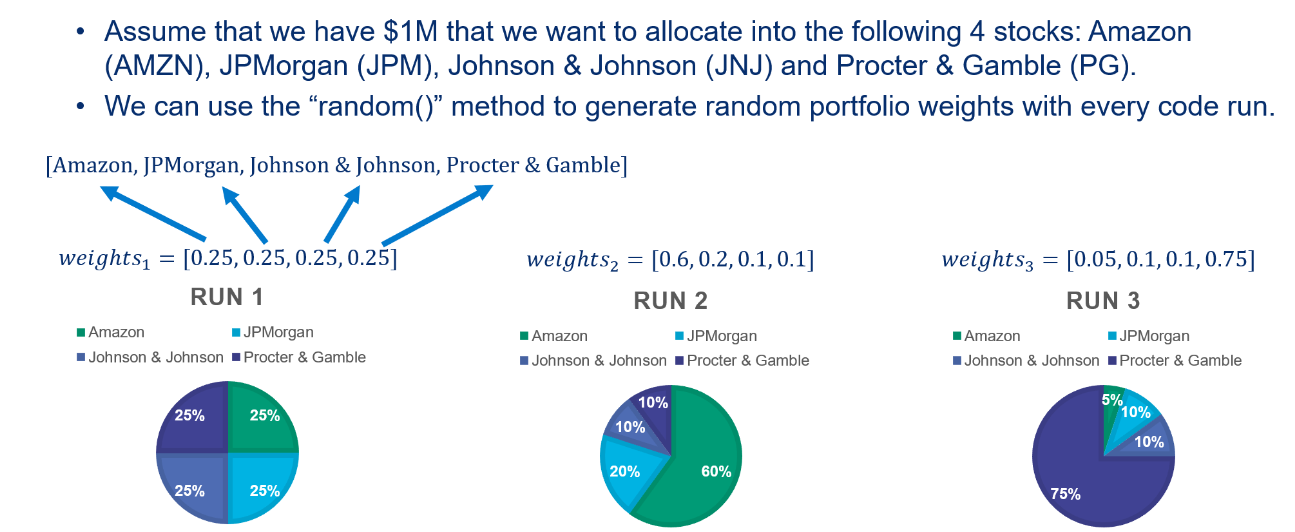 • Assume that we have $1M that we want to allocate into the following 4 stocks: Amazon
(AMZN), JPMorgan (JPM), Johnson & Johnson (JNJ) and Procter & Gamble (PG).
• We can use the “random()” method to generate random portfolio weights with every code run.
[Amazon, JPMorgan, Johnson & Johnson, Procter & Gamble]
weights₁ = [0.25, 0.25, 0.25, 0.25]
RUN 1
Amazon JPMorgan
Johnson & Johnson Procter & Gamble
25% 25%
25% 25%
weights₂ = [0.6, 0.2, 0.1, 0.1]
RUN 2
Amazon JPMorgan
Johnson & Johnson Procter & Gamble
10%
10%
20% 60%
weights₃ = [0.05, 0.1, 0.1, 0.75]
RUN 3
Amazon JPMorgan
Johnson & Johnson Procter & Gamble
5%
10%
10%
75%